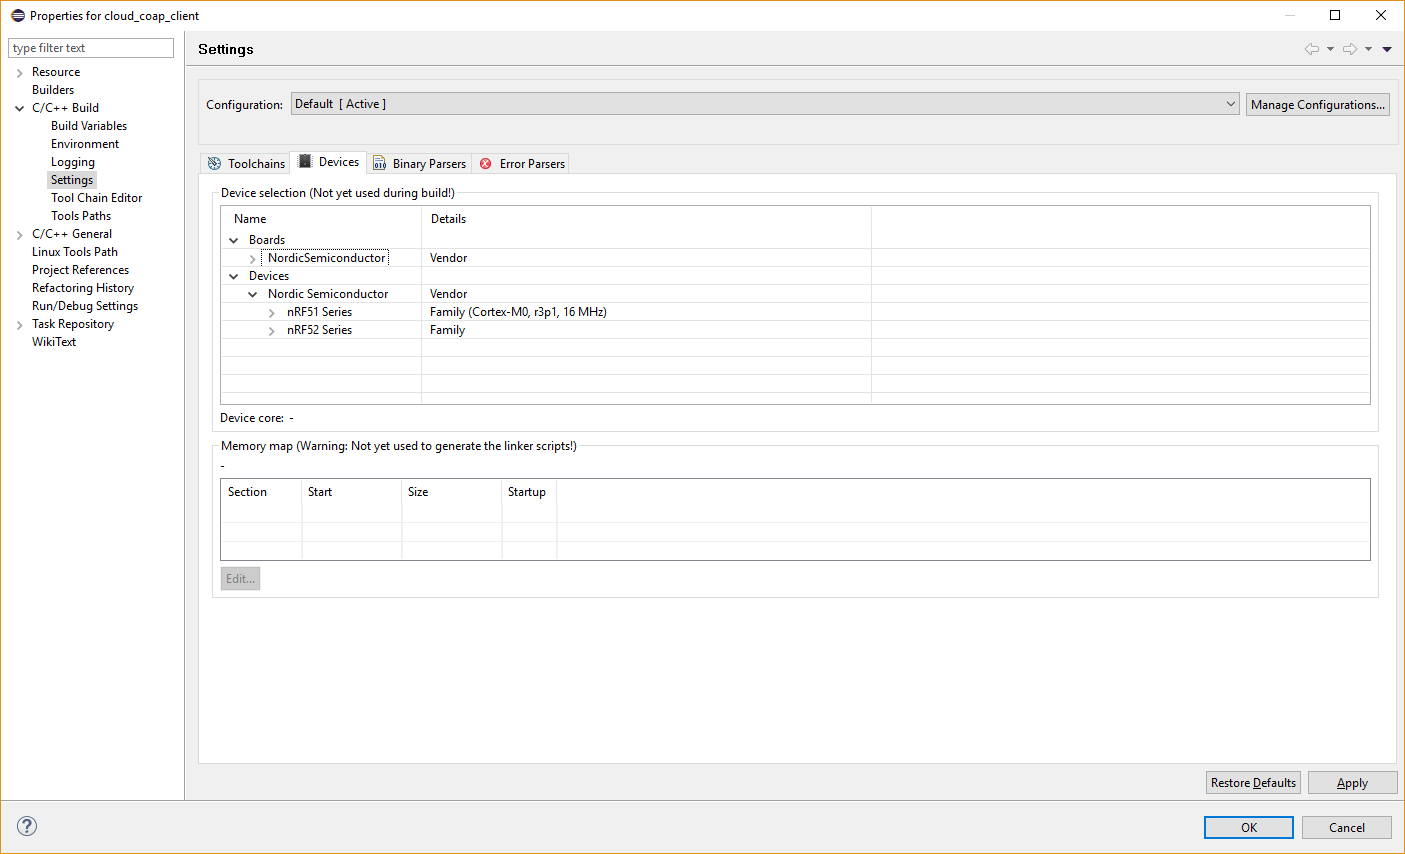 Properties for cloud_coap_client
type filter text
Resource
Builders
C/C++ Build
Build Variables
Environment
Logging
Settings
Tool Chain Editor
Tools Paths
C/C++ General
Linux Tools Path
Project References
Refactoring History
Run/Debug Settings
Task Repository
WikiText
Settings
Configuration: Default [ Active ] Manage Configurations...
Toolchains Devices Binary Parsers Error Parsers
Device selection (Not yet used during build!)
Name Details
Boards
NordicSemiconductor Vendor
Devices
Nordic Semiconductor Vendor
nRF51 Series Family (Cortex-M0, r3p1, 16 MHz)
nRF52 Series Family
Device core: -
Memory map (Warning: Not yet used to generate the linker scripts!)
-
Section Start Size Startup
Edit...
Restore Defaults Apply
? OK Cancel